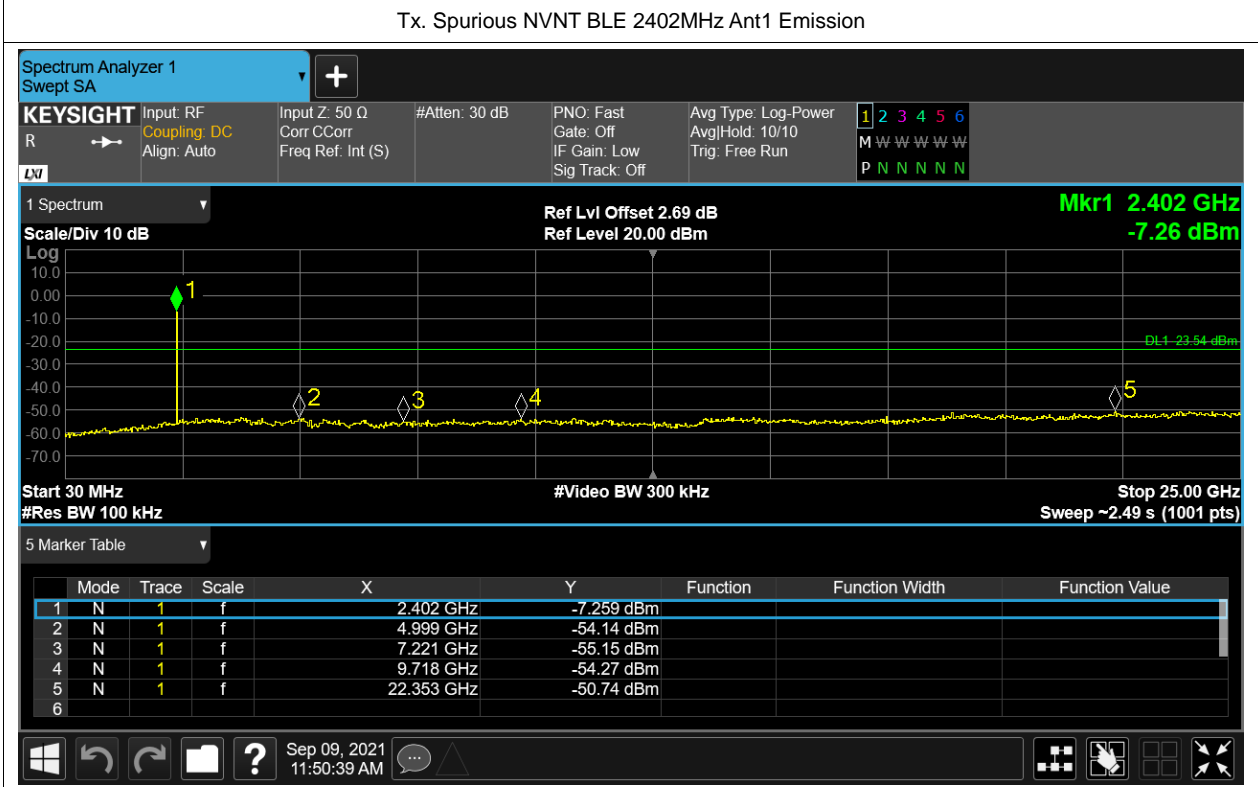 Tx. Spurious NVNT BLE 2402MHz Ant1 Emission
Spectrum Analyzer 1
Swept SA
+
KEYSIGHT
R
LXI
Input: RF
Coupling: DC
Align: Auto
Input Z: 50 Ω
Corr CCorr
Freq Ref: Int (S)
#Atten: 30 dB
PNO: Fast
Gate: Off
IF Gain: Low
Sig Track: Off
Avg Type: Log-Power
Avg|Hold: 10/10
Trig: Free Run
1 2 3 4 5 6
M W W W W W
P N N N N N
1 Spectrum
Scale/Div 10 dB
Ref Lvl Offset 2.69 dB
Ref Level 20.00 dBm
Mkr1 2.402 GHz
-7.26 dBm
Log
10.0
0.00
-10.0
-20.0
-30.0
-40.0
-50.0
-60.0
-70.0
1
2
3
4
5
DL1 -23.54 dBm
Start 30 MHz
#Res BW 100 kHz
#Video BW 300 kHz
Stop 25.00 GHz
Sweep ~2.49 s (1001 pts)
5 Marker Table
Mode Trace Scale X Y Function Function Width Function Value
1 N 1 f 2.402 GHz -7.259 dBm
2 N 1 f 4.999 GHz -54.14 dBm
3 N 1 f 7.221 GHz -55.15 dBm
4 N 1 f 9.718 GHz -54.27 dBm
5 N 1 f 22.353 GHz -50.74 dBm
6
?
Sep 09, 2021
11:50:39 AM